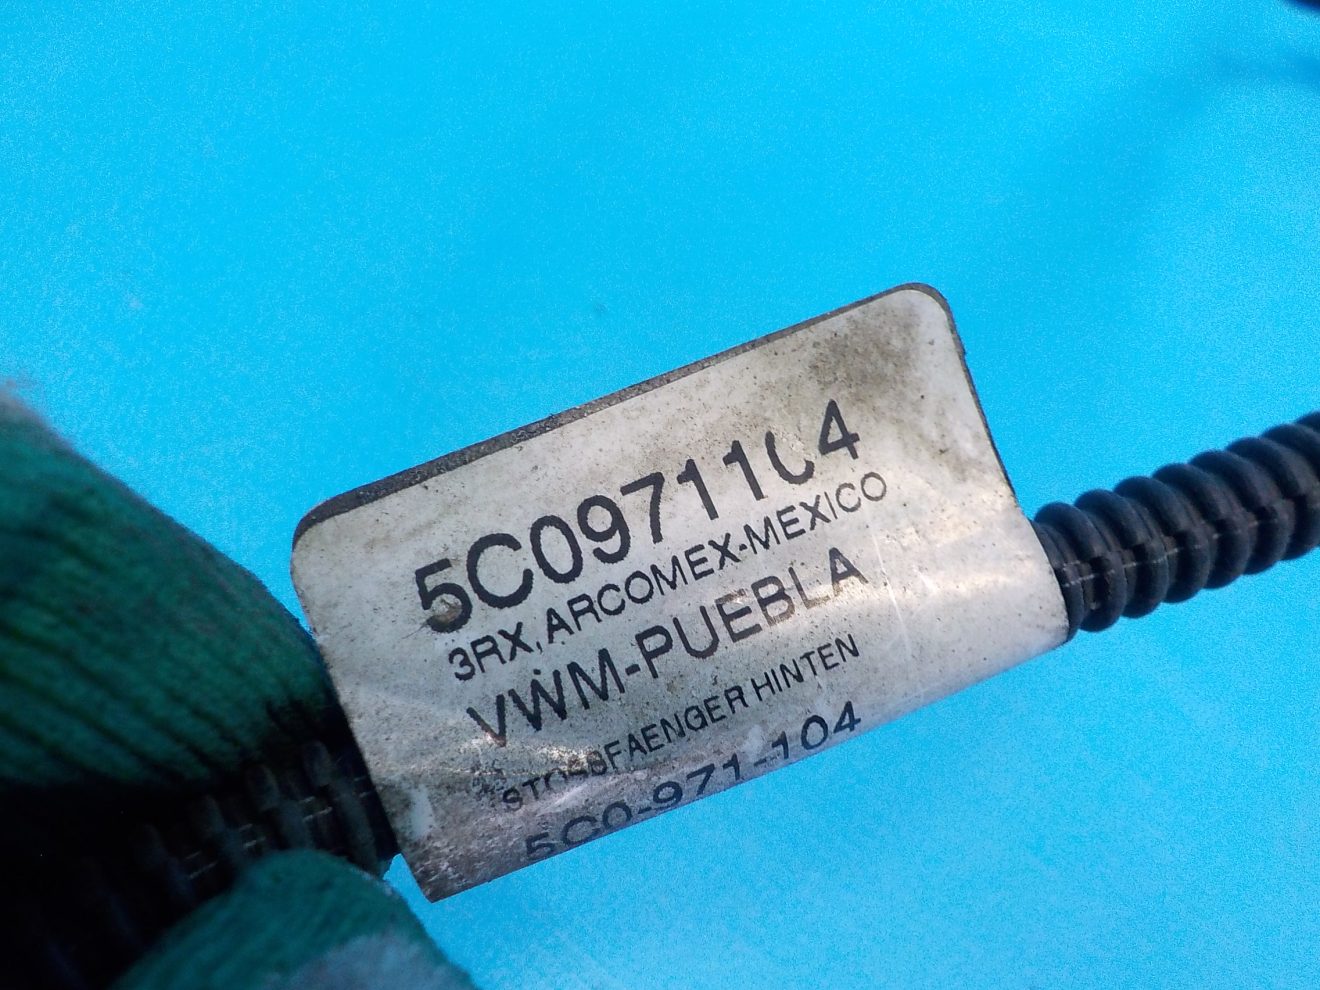 5C0971104
3RX, ARCOMEX-MEXICO
VWM-PUEBLA
STOSSFAENGER HINTEN
5C0-971-104